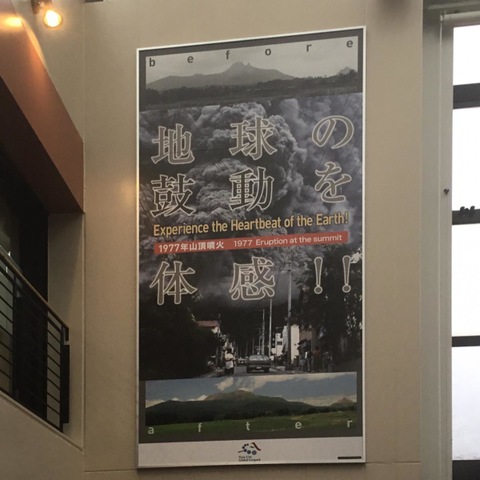 before
地球の
鼓動を
Experience the Heartbeat of the Earth!
1977年山頂噴火 1977 Eruption at the summit
体感!!
after